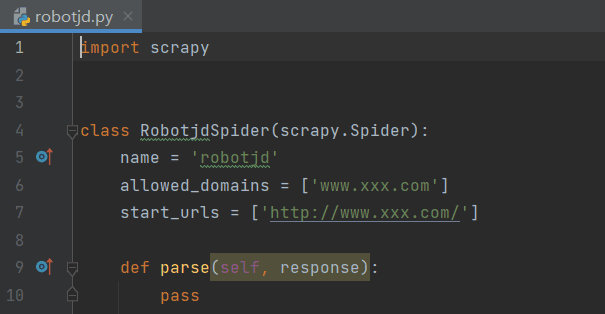 robotjd.py
1 import scrapy
2
3
4 class RobotjdSpider(scrapy.Spider):
5     name = 'robotjd'
6     allowed_domains = ['www.xxx.com']
7     start_urls = ['http://www.xxx.com/']
8
9     def parse(self, response):
10         pass